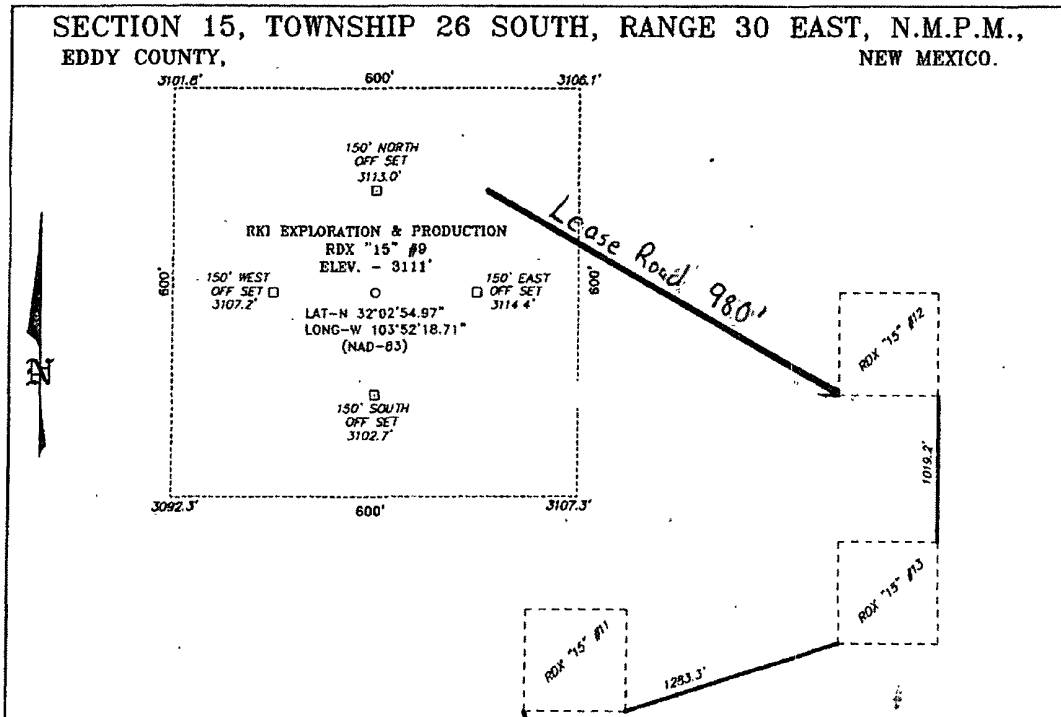 SECTION 15, TOWNSHIP 26 SOUTH, RANGE 30 EAST, N.M.P.M.,
EDDY COUNTY,
NEW MEXICO.
3101.8'
600'
3106.1'
150' NORTH
OFF SET
3113.0'
RKI EXPLORATION & PRODUCTION
RDX "15" #9
ELEV. - 3111'
600'
150' WEST
OFF SET
3107.2'
150' EAST
OFF SET
3114.4'
600'
LAT-N 32°02'54.97"
LONG-W 103°52'18.71"
(NAD-83)
150' SOUTH
OFF SET
3102.7'
3092.3'
600'
3107.3'
Lease Road 980'
RDX "15" #12
1019.2'
RDX "15" #13
RDX "15" #11
1283.3'